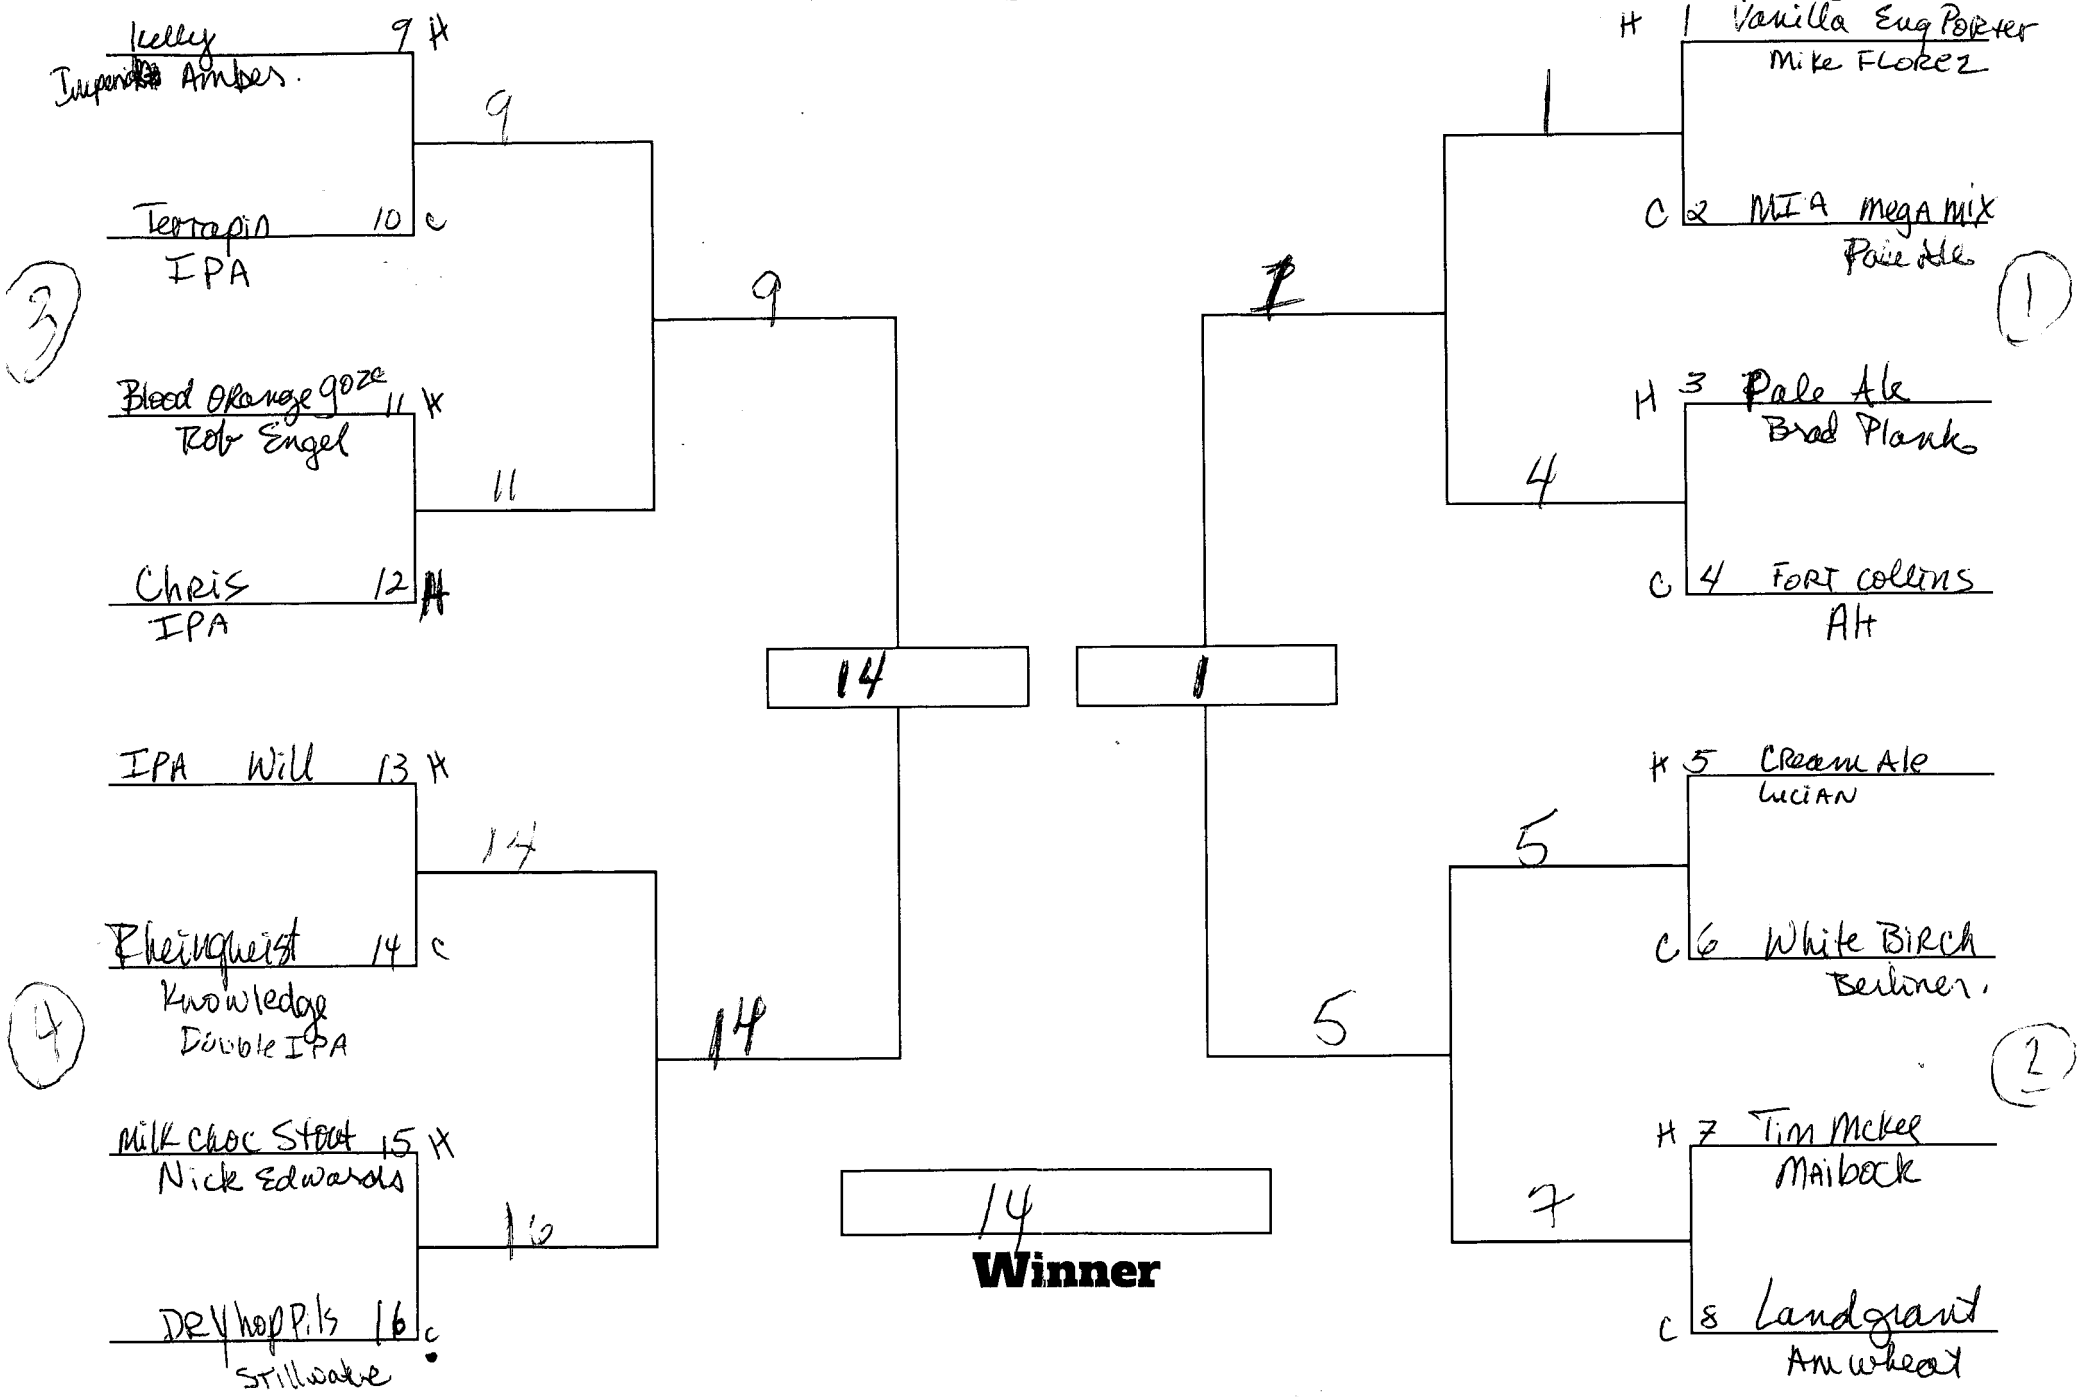 Kelly 9 H
Amber.
9
Terrapin 10 C
IPA
3
9
Blood Orange goze 11 H
Rob Engel
11
Chris 12 H
IPA
14
IPA Will 13 H
14
Rheingheist 14 C
Knowledge
Double IPA
4
14
Milk Choc Stout 15 H
Nick Edwards
16
Dry hop Pils 16 C
H 1 Vanilla Eng Porter
Mike Florez
1
C 2 MIA mega mix
Pale Ale
1
1
H 3 Pale Ale
Brad Plank
4
C 4 Fort Collins
Alt
1
H 5 Cream Ale
Lucian
5
C 6 White Birch
Berliner.
5
2
H 7 Tim McKee
Maibock
7
C 8 Landgrant
Am wheat
14
Winner